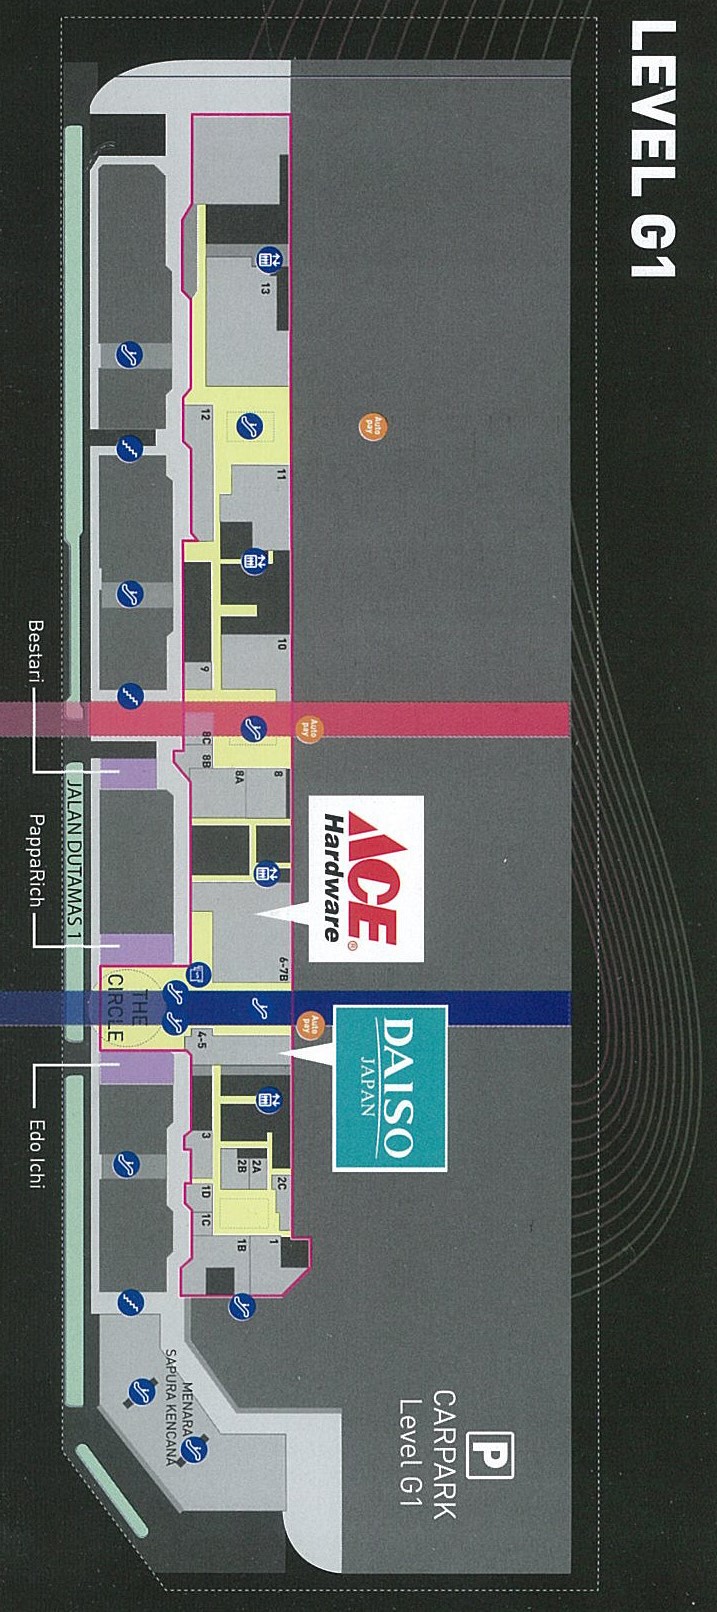 LEVEL G1
Auto
pay
13
12
11
10
9
Auto
pay
8C
8B
8A
8
ACE
Hardware®
6-7B
Auto
pay
DAISO
JAPAN
THE
CIRCLE
4-5
3
2B
2A
2C
1D
1C
1B
1
Bestari
PappaRich
JALAN DUTAMAS 1
Edo Ichi
MENARA
SAPURA KENCANA
P
CARPARK
Level G1